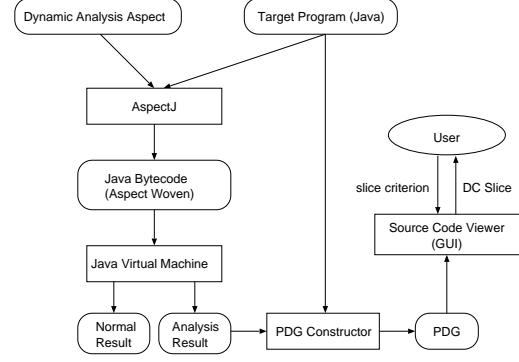 Dynamic Analysis Aspect
Target Program (Java)
AspectJ
User
Java Bytecode
(Aspect Woven)
slice criterion
DC Slice
Source Code Viewer
(GUI)
Java Virtual Machine
Normal
Result
Analysis
Result
PDG Constructor
PDG